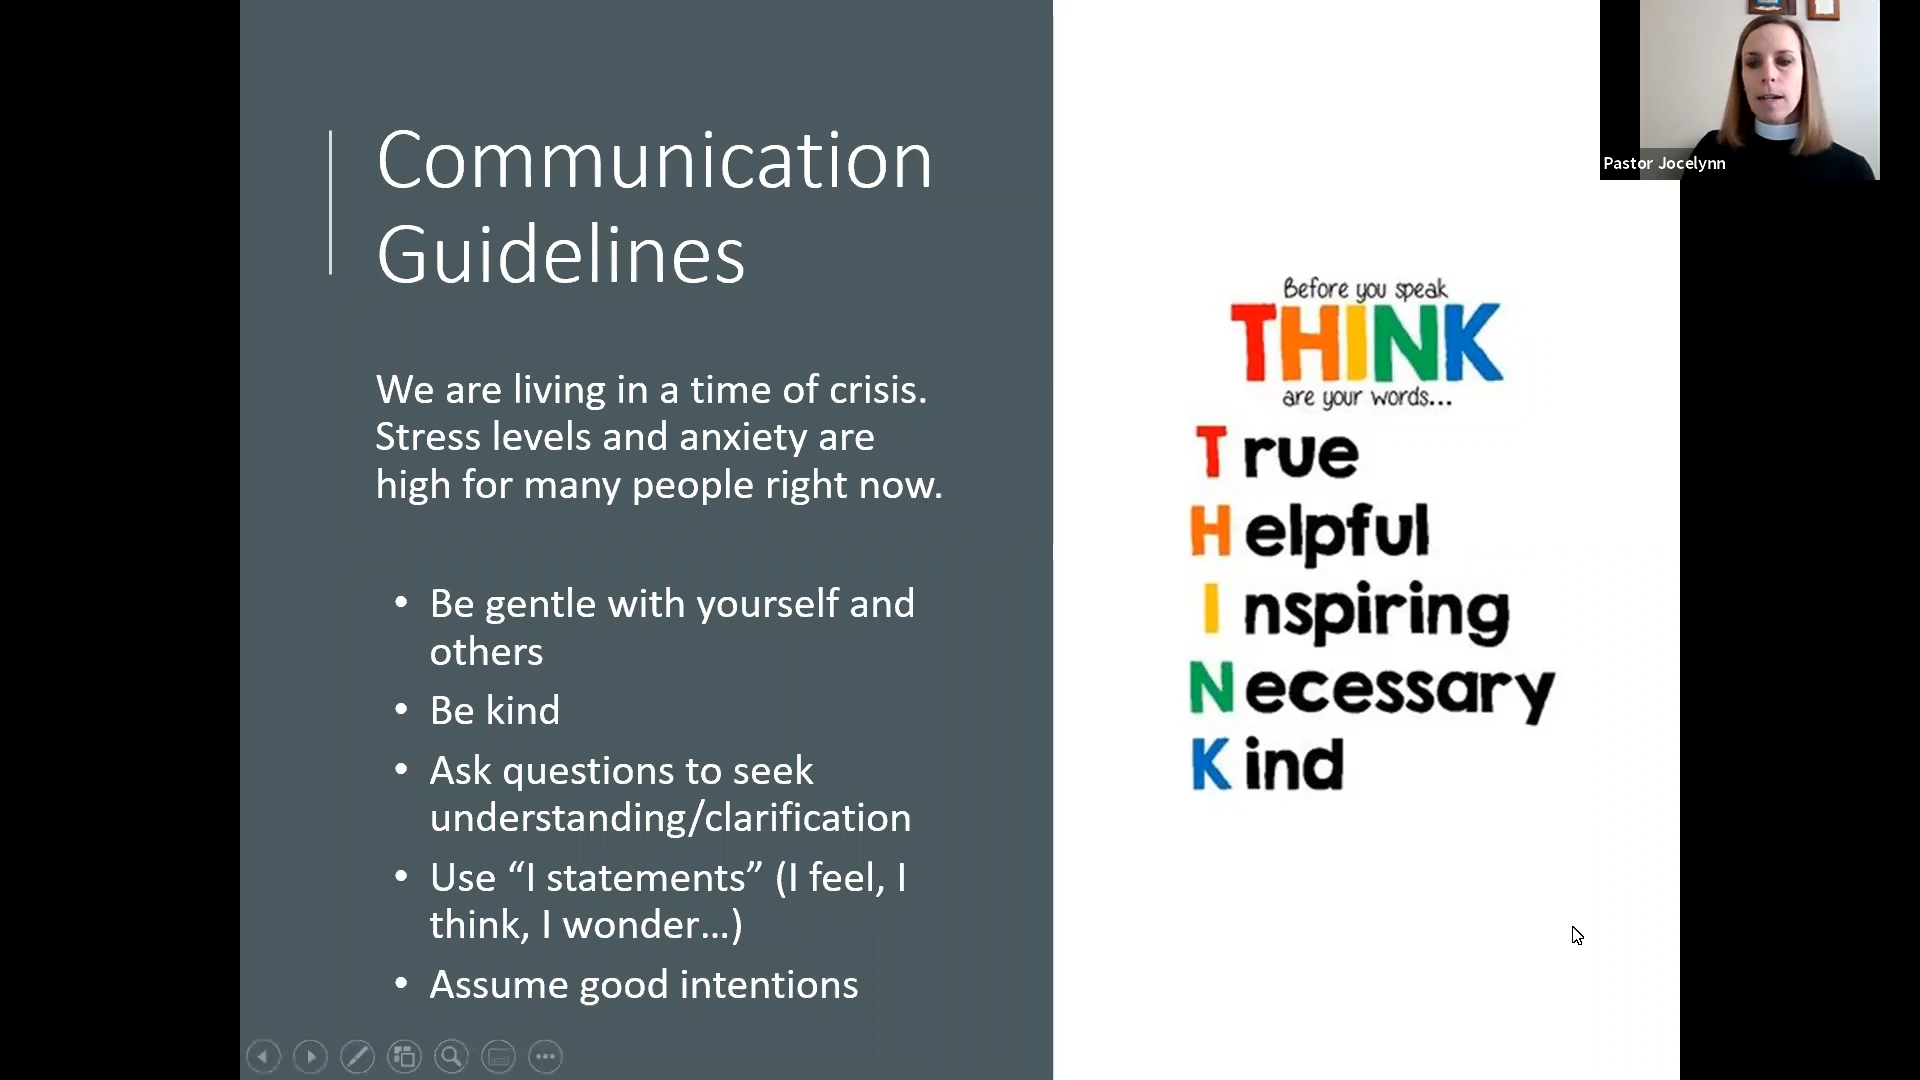 Communication
Guidelines
We are living in a time of crisis.
Stress levels and anxiety are
high for many people right now.
• Be gentle with yourself and
others
• Be kind
• Ask questions to seek
understanding/clarification
• Use “I statements” (I feel, I
think, I wonder…)
• Assume good intentions
Before you speak
THINK
are your words...
True
Helpful
Inspiring
Necessary
Kind
Pastor Jocelynn